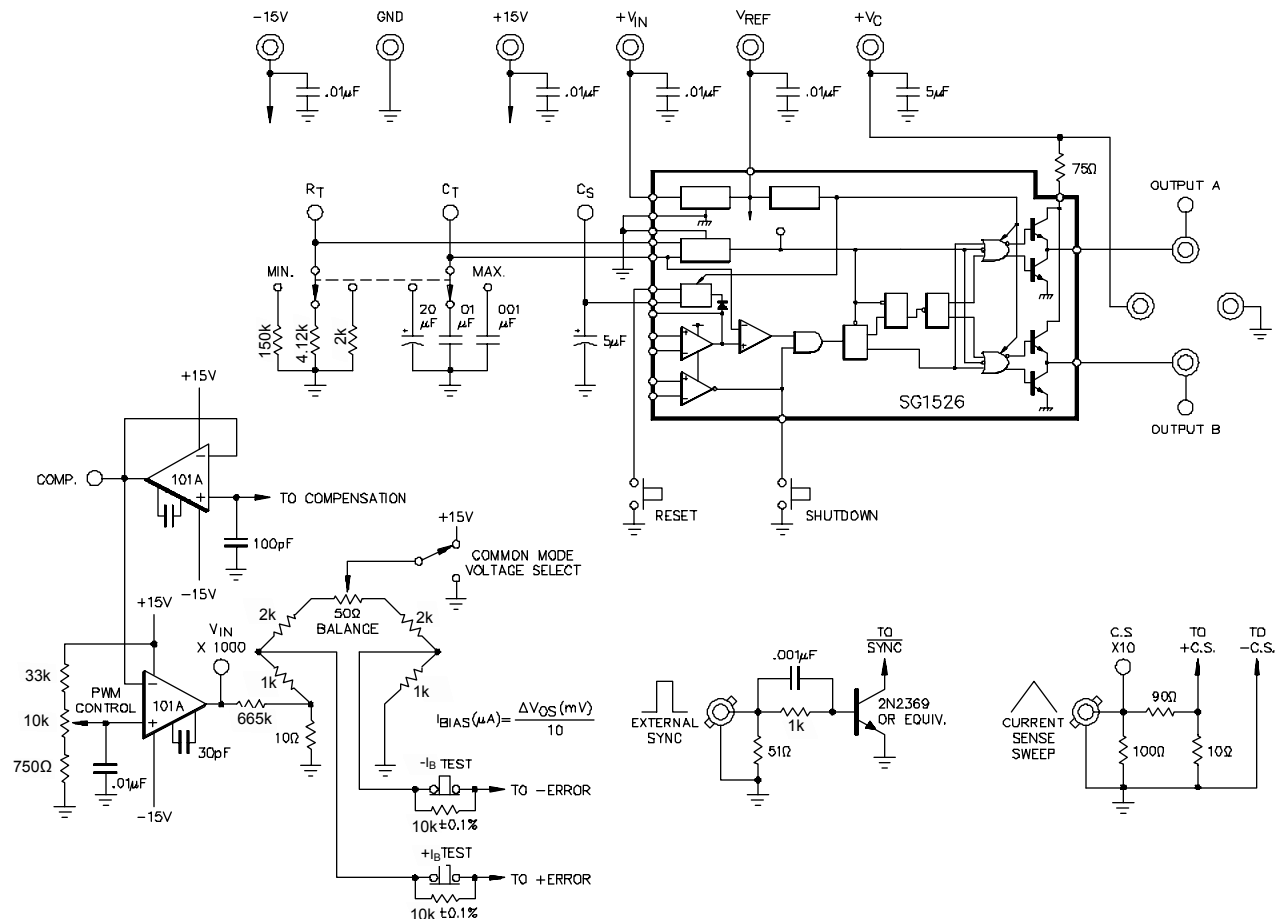 -15V
GND
+15V
+VIN
VREF
+VC
.01µF
.01µF
.01µF
.01µF
5µF
75Ω
OUTPUT A
RT
CT
CS
MIN.
MAX.
150k
4.12k
2k
20 µF
.01 µF
.001 µF
5µF
SG1526
OUTPUT B
+15V
COMP.
101A
TO COMPENSATION
100pF
-15V
RESET
SHUTDOWN
+15V
COMMON MODE
VOLTAGE SELECT
50Ω
BALANCE
2k
2k
1k
1k
+15V
VIN
X 1000
33k
10k
750Ω
PWM
CONTROL
101A
665k
10Ω
30pF
.01µF
-15V
IBIAS(µA)=ΔVOS(mV)/10
-IB TEST
TO -ERROR
10k±0.1%
+IB TEST
TO +ERROR
10k ±0.1%
EXTERNAL
SYNC
.001µF
1k
51Ω
TO
SYNC
2N2369
OR EQUIV.
CURRENT
SENSE
SWEEP
C.S
X10
TO
+C.S.
TO
-C.S.
90Ω
100Ω
10Ω